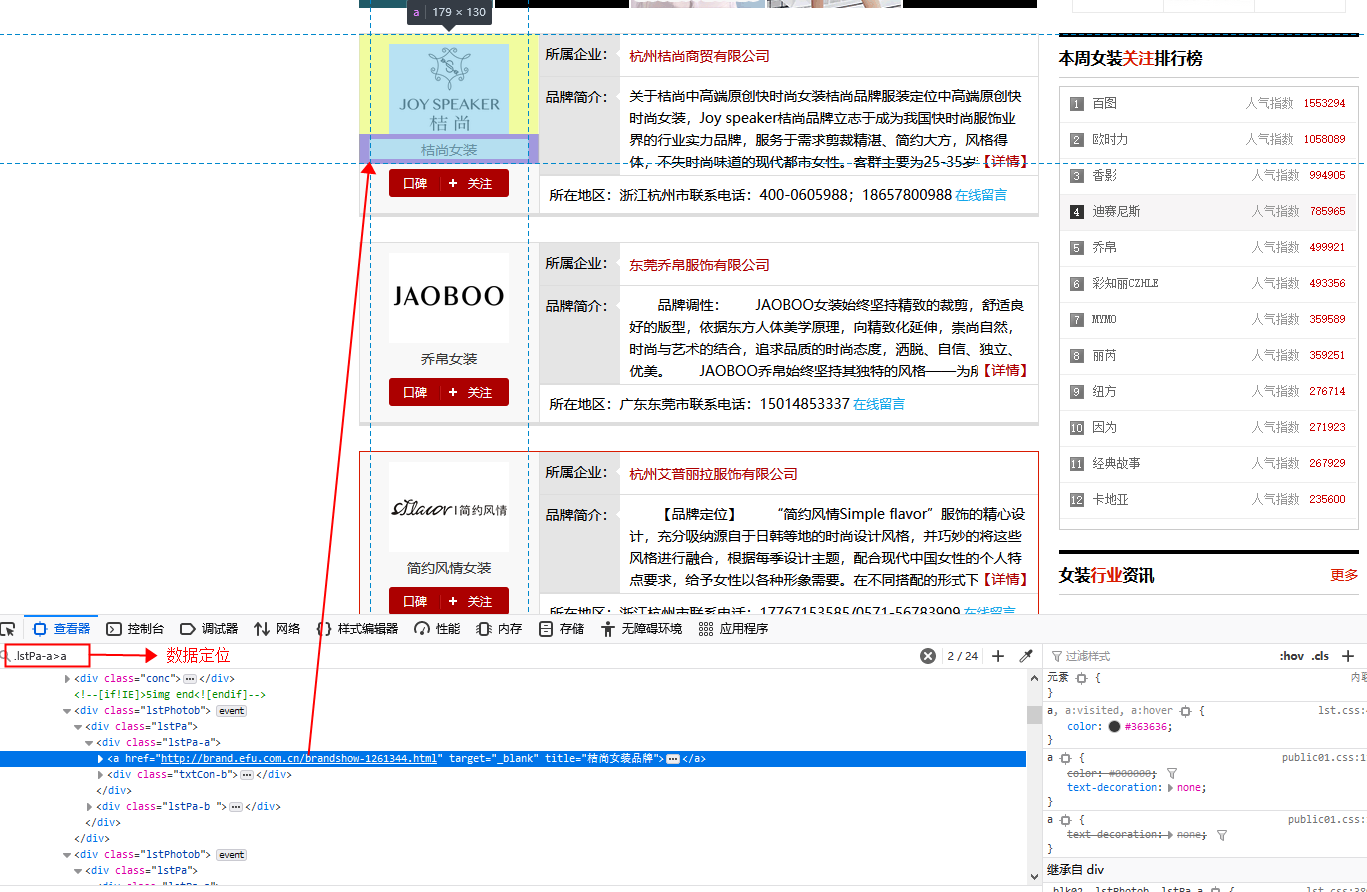 a 179 × 130
JOY SPEAKER
桔尚
桔尚女装
口碑 + 关注
所属企业： 杭州桔尚商贸有限公司
品牌简介： 关于桔尚中高端原创快时尚女装桔尚品牌服装定位中高端原创快
时尚女装，Joy speaker桔尚品牌立志于成为我国快时尚服饰业
界的行业实力品牌，服务于需求剪裁精湛、简约大方，风格得
体，不失时尚味道的现代都市女性。客群主要为25-35岁【详情】
所在地区：浙江杭州市联系电话：400-0605988；18657800988 在线留言
JAOBOO
乔帛女装
口碑 + 关注
所属企业： 东莞乔帛服饰有限公司
品牌简介： 品牌调性： JAOBOO女装始终坚持精致的裁剪，舒适良
好的版型，依据东方人体美学原理，向精致化延伸，崇尚自然，
时尚与艺术的结合，追求品质的时尚态度，洒脱、自信、独立、
优美。 JAOBOO乔帛始终坚持其独特的风格——为所【详情】
所在地区：广东东莞市联系电话：15014853337 在线留言
简约风情
简约风情女装
口碑 + 关注
所属企业： 杭州艾普丽拉服饰有限公司
品牌简介： 【品牌定位】 “简约风情Simple flavor”服饰的精心设
计，充分吸纳源自于日韩等地的时尚设计风格，并巧妙的将这些
风格进行融合，根据每季设计主题，配合现代中国女性的个人特
点要求，给予女性以各种形象需要。在不同搭配的形式下【详情】
所在地区：浙江杭州市联系电话：17767153585/0571-56783909 在线留言
本周女装关注排行榜
1 百图 人气指数 1553294
2 欧时力 人气指数 1058089
3 香影 人气指数 994905
4 迪赛尼斯 人气指数 785965
5 乔帛 人气指数 499921
6 彩知丽CZHLE 人气指数 493356
7 MYMO 人气指数 359589
8 丽芮 人气指数 359251
9 纽方 人气指数 276714
10 因为 人气指数 271923
11 经典故事 人气指数 267929
12 卡地亚 人气指数 235600
女装行业资讯 更多
查看器 控制台 调试器 网络 样式编辑器 性能 内存 存储 无障碍环境 应用程序
.lstPa-a>a 数据定位 2 / 24 +
<div class="conc">⋯</div>
<!--[if!IE]>5img end<![endif]-->
<div class="lstPhotob"> event
<div class="lstPa">
<div class="lstPa-a">
<a href="http://brand.efu.com.cn/brandshow-1261344.html" target="_blank" title="桔尚女装品牌">⋯</a>
<div class="txtCon-b">⋯</div>
</div>
<div class="lstPa-b ">⋯</div>
</div>
</div>
<div class="lstPhotob"> event
<div class="lstPa">
<div class="lstPa-a">
过滤样式 :hov .cls +
元素 { 内联
}
a, a:visited, a:hover { lst.css:
color: #363636;
}
a { public01.css:1
color: #000000;
text-decoration: none;
}
a { public01.css:
text-decoration: none;
}
继承自 div
.blk02 .lstPhotob .lstPa-a { lst.css: